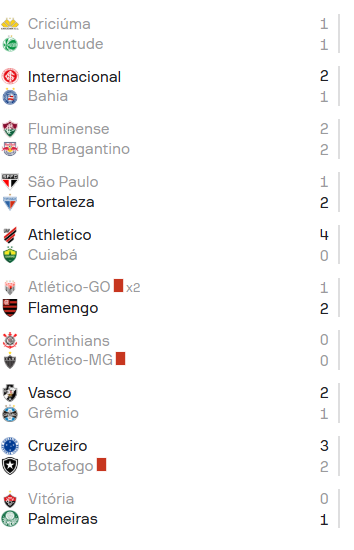 Criciúma 1
Juventude 1
Internacional 2
Bahia 1
Fluminense 2
RB Bragantino 2
São Paulo 1
Fortaleza 2
Athletico 4
Cuiabá 0
Atlético-GO x2 1
Flamengo 2
Corinthians 0
Atlético-MG 0
Vasco 2
Grêmio 1
Cruzeiro 3
Botafogo 2
Vitória 0
Palmeiras 1